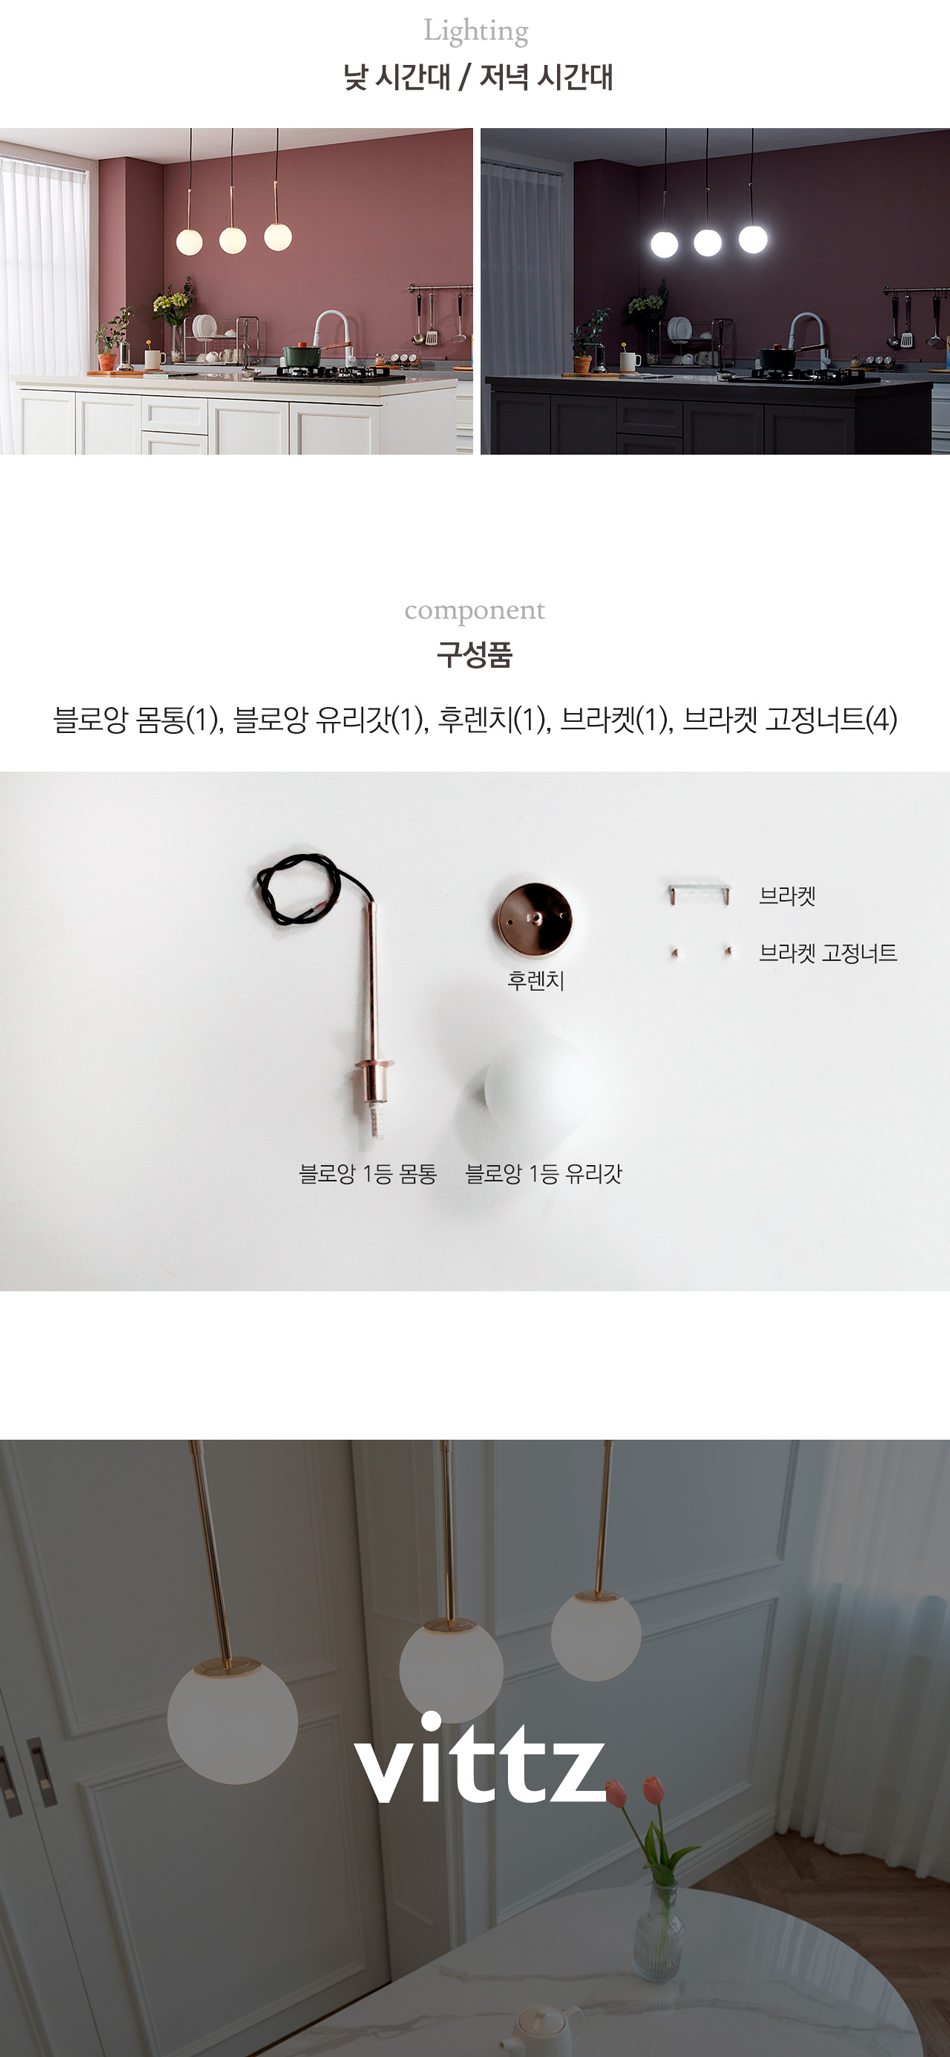 Lighting
낮 시간대 / 저녁 시간대
component
구성품
블로앙 몸통(1), 블로앙 유리갓(1), 후렌치(1), 브라켓(1), 브라켓 고정너트(4)
브라켓
브라켓 고정너트
후렌치
블로앙 1등 몸통 블로앙 1등 유리갓
vittz